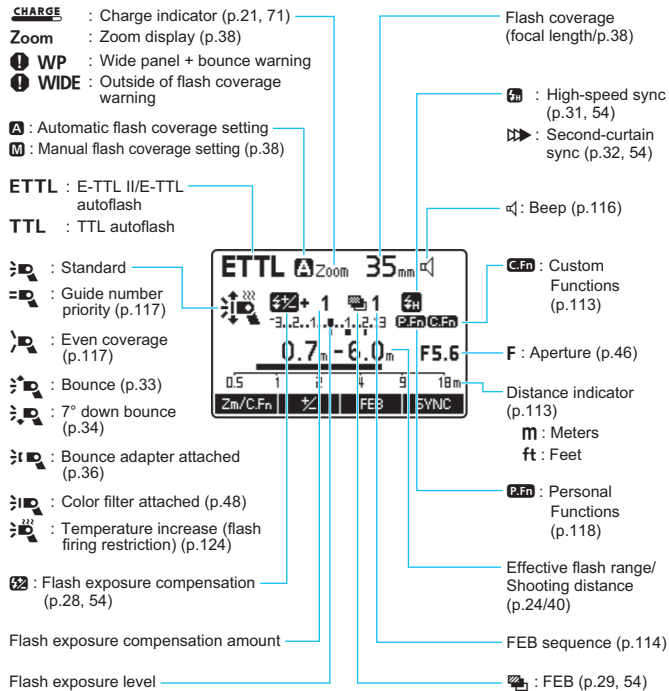 CHARGE : Charge indicator (p.21, 71)
Zoom : Zoom display (p.38)
WP : Wide panel + bounce warning
WIDE : Outside of flash coverage
warning
A : Automatic flash coverage setting
M : Manual flash coverage setting (p.38)
ETTL : E-TTL II/E-TTL
autoflash
TTL : TTL autoflash
: Standard
: Guide number
priority (p.117)
: Even coverage
(p.117)
: Bounce (p.33)
: 7° down bounce
(p.34)
: Bounce adapter attached
(p.36)
: Color filter attached (p.48)
: Temperature increase (flash
firing restriction) (p.124)
: Flash exposure compensation
(p.28, 54)
Flash exposure compensation amount
Flash exposure level
ETTL A Zoom 35mm
+ 1 1 H
-3..2..1..0..1..2.+3 P.Fn C.Fn
0.7m-6.0m F5.6
0.5 1 2 4 9 18m
Zm/C.Fn +/- FEB SYNC
Flash coverage
(focal length/p.38)
H : High-speed sync
(p.31, 54)
: Second-curtain
sync (p.32, 54)
: Beep (p.116)
C.Fn : Custom
Functions
(p.113)
F : Aperture (p.46)
Distance indicator
(p.113)
m : Meters
ft : Feet
P.Fn : Personal
Functions
(p.118)
Effective flash range/
Shooting distance
(p.24/40)
FEB sequence (p.114)
: FEB (p.29, 54)